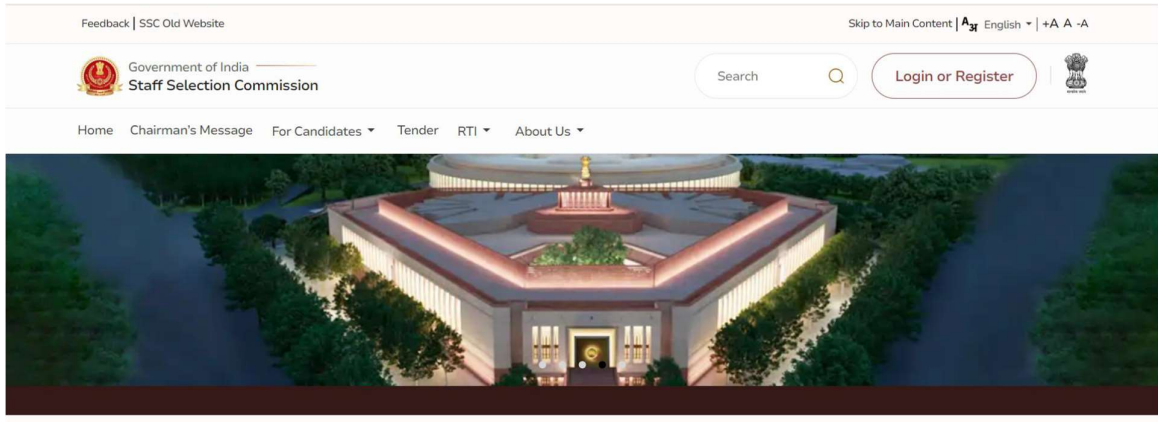 Feedback | SSC Old Website
Skip to Main Content | Aअ English | +A A -A
Government of India
Staff Selection Commission
Search
Login or Register
Home Chairman's Message For Candidates Tender RTI About Us